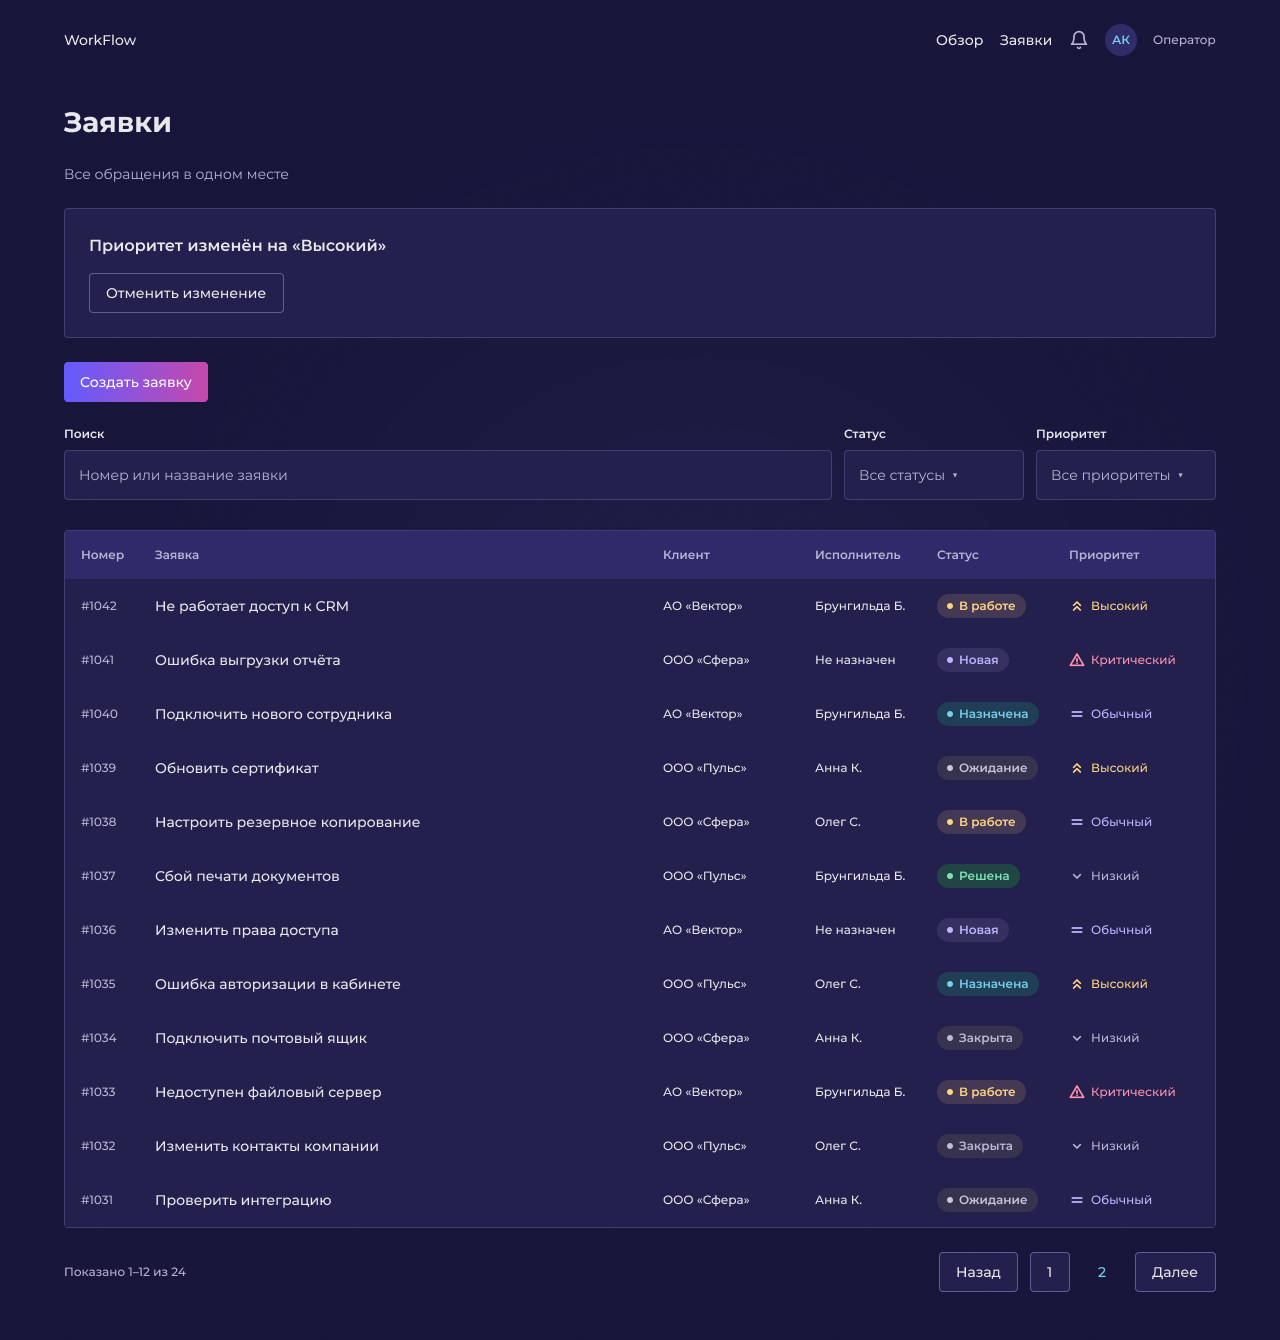 WorkFlow
Обзор Заявки АК Оператор
Заявки
Все обращения в одном месте
Приоритет изменён на «Высокий»
Отменить изменение
Создать заявку
Поиск Статус Приоритет
Номер или название заявки Все статусы Все приоритеты
Номер Заявка Клиент Исполнитель Статус Приоритет
#1042 Не работает доступ к CRM АО «Вектор» Брунгильда Б. В работе Высокий
#1041 Ошибка выгрузки отчёта ООО «Сфера» Не назначен Новая Критический
#1040 Подключить нового сотрудника АО «Вектор» Брунгильда Б. Назначена Обычный
#1039 Обновить сертификат ООО «Пульс» Анна К. Ожидание Высокий
#1038 Настроить резервное копирование ООО «Сфера» Олег С. В работе Обычный
#1037 Сбой печати документов ООО «Пульс» Брунгильда Б. Решена Низкий
#1036 Изменить права доступа АО «Вектор» Не назначен Новая Обычный
#1035 Ошибка авторизации в кабинете ООО «Пульс» Олег С. Назначена Высокий
#1034 Подключить почтовый ящик ООО «Сфера» Анна К. Закрыта Низкий
#1033 Недоступен файловый сервер АО «Вектор» Брунгильда Б. В работе Критический
#1032 Изменить контакты компании ООО «Пульс» Олег С. Закрыта Низкий
#1031 Проверить интеграцию ООО «Сфера» Анна К. Ожидание Обычный
Показано 1–12 из 24 Назад 1 2 Далее